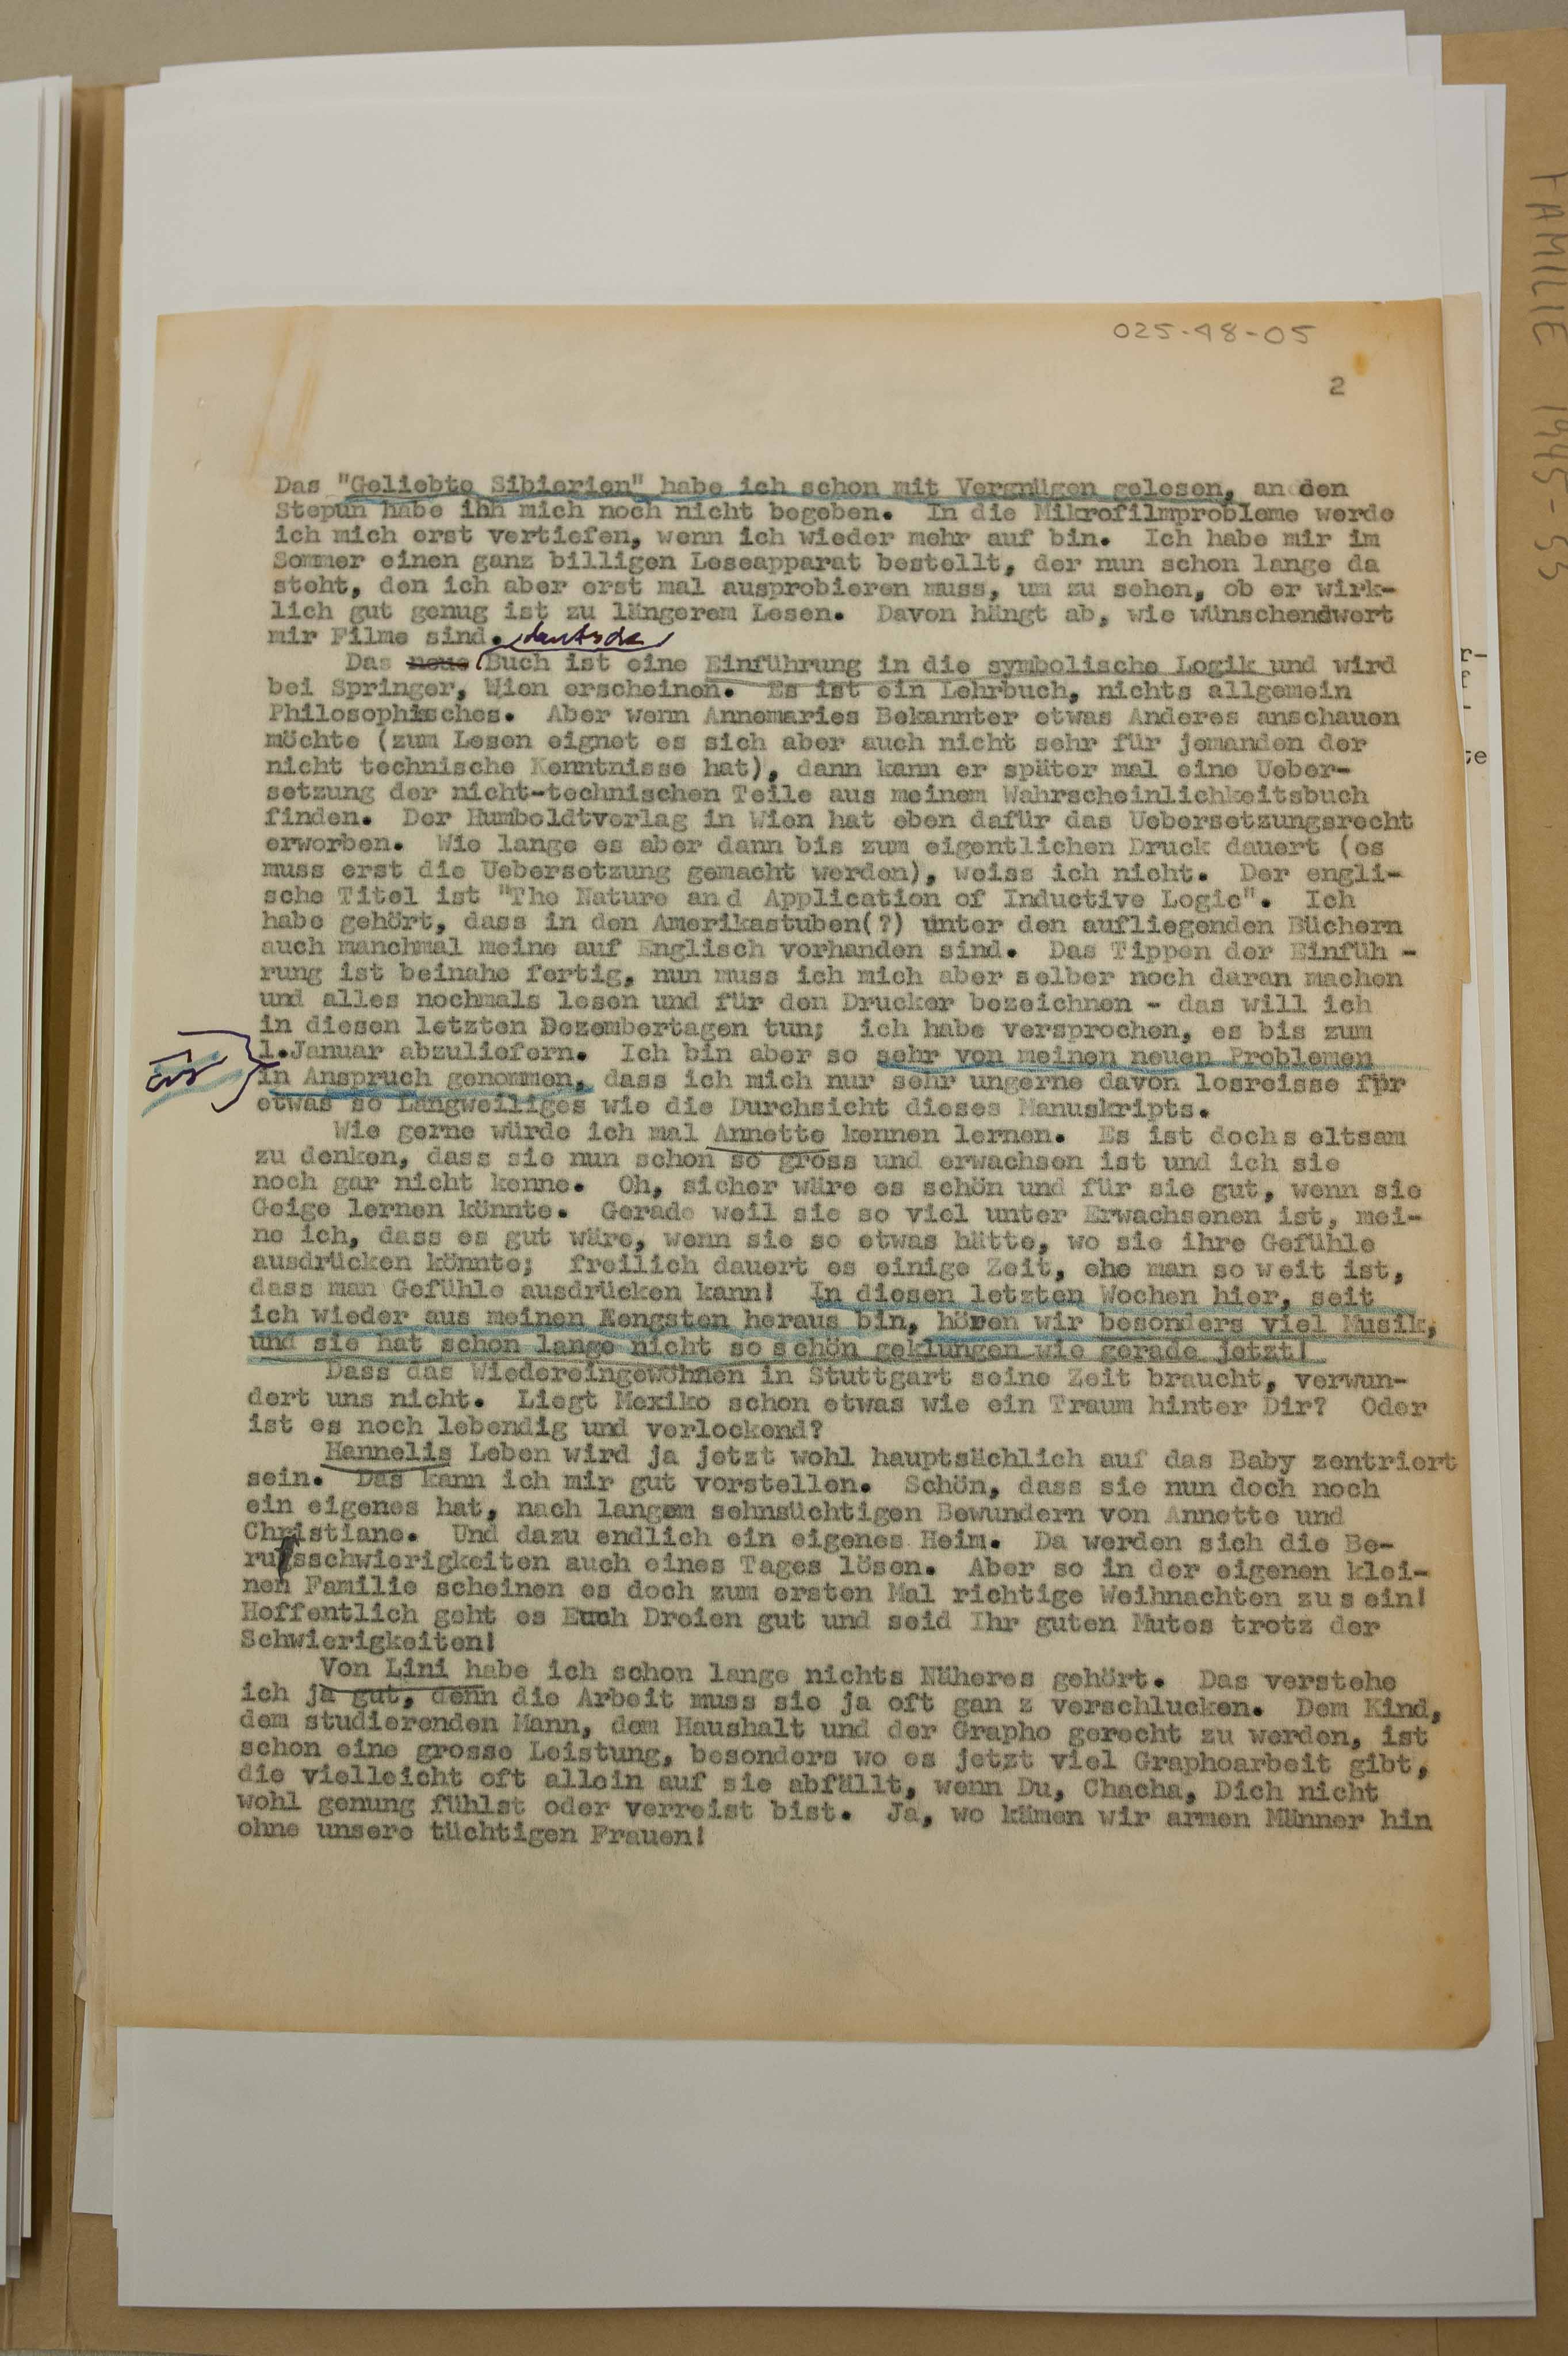 FAMILIE 1945-53
025-48-05
2
Das "Geliebte Sibierien" habe ich schon mit Vergnügen gelesen, an den
Stepun habe ihh mich noch nicht begeben. In die Mikrofilmprobleme werde
ich mich erst vertiefen, wenn ich wieder mehr auf bin. Ich habe mir im
Sommer einen ganz billigen Leseapparat bestellt, der nun schon lange da
steht, den ich aber erst mal ausprobieren muss, um zu sehen, ob er wirk-
lich gut genug ist zu längerem Lesen. Davon hängt ab, wie wünschendwert
mir Filme sind.
deutsche
Das neue Buch ist eine Einführung in die symbolische Logik und wird
bei Springer, Wien erscheinen. Es ist ein Lehrbuch, nichts allgemein
Philosophisches. Aber wenn Annemaries Bekannter etwas Anderes anschauen
möchte (zum Lesen eignet es sich aber auch nicht sehr für jemanden der
nicht technische Kenntnisse hat), dann kann er später mal eine Ueber-
setzung der nicht-technischen Teile aus meinem Wahrscheinlichkeitsbuch
finden. Der Humboldtverlag in Wien hat eben dafür das Uebersetzungsrecht
erworben. Wie lange es aber dann bis zum eigentlichen Druck dauert (es
muss erst die Uebersetzung gemacht werden), weiss ich nicht. Der engli-
sche Titel ist "The Nature and Application of Inductive Logic". Ich
habe gehört, dass in den Amerikastuben(?) unter den aufliegenden Büchern
auch manchmal meine auf Englisch vorhanden sind. Das Tippen der Einfüh -
rung ist beinahe fertig, nun muss ich mich aber selber noch daran machen
und alles nochmals lesen und für den Drucker bezeichnen - das will ich
in diesen letzten Dezembertagen tun; ich habe versprochen, es bis zum
1.Januar abzuliefern. Ich bin aber so sehr von meinen neuen Problemen
in Anspruch genommen, dass ich mich nur sehr ungerne davon losreisse für
etwas so Langweiliges wie die Durchsicht dieses Manuskripts.
Wie gerne würde ich mal Annette kennen lernen. Es ist dochs eltsam
zu denken, dass sie nun schon so gross und erwachsen ist und ich sie
noch gar nicht kenne. Oh, sicher wäre es schön und für sie gut, wenn sie
Geige lernen könnte. Gerade weil sie so viel unter Erwachsenen ist, mei-
ne ich, dass es gut wäre, wenn sie so etwas hätte, wo sie ihre Gefühle
ausdrücken könnte; freilich dauert es einige Zeit, ehe man so weit ist,
dass man Gefühle ausdrücken kann! In diesen letzten Wochen hier, seit
ich wieder aus meinen Aengsten heraus bin, hören wir besonders viel Musik,
und sie hat schon lange nicht so schön geklungen wie gerade jetzt!
Dass das Wiedereingewöhnen in Stuttgart seine Zeit braucht, verwun-
dert uns nicht. Liegt Mexiko schon etwas wie ein Traum hinter Dir? Oder
ist es noch lebendig und verlockend?
Hannelis Leben wird ja jetzt wohl hauptsächlich auf das Baby zentriert
sein. Das kann ich mir gut vorstellen. Schön, dass sie nun doch noch
ein eigenes hat, nach langem sehnsüchtigen Bewundern von Annette und
Christiane. Und dazu endlich ein eigenes Heim. Da werden sich die Be-
rufsschwierigkeiten auch eines Tages lösen. Aber so in der eigenen klei-
nen Familie scheinen es doch zum ersten Mal richtige Weihnachten zu s ein!
Hoffentlich geht es Euch Dreien gut und seid Ihr guten Mutes trotz der
Schwierigkeiten!
Von Lini habe ich schon lange nichts Näheres gehört. Das verstehe
ich ja gut, denn die Arbeit muss sie ja oft gan z verschlucken. Dem Kind,
dem studierenden Mann, dem Haushalt und der Grapho gerecht zu werden, ist
schon eine grosse Leistung, besonders wo es jetzt viel Graphoarbeit gibt,
die vielleicht oft allein auf sie abfällt, wenn Du, Chacha, Dich nicht
wohl genung fühlst oder verreist bist. Ja, wo kämen wir armen Männer hin
ohne unsere tüchtigen Frauen!